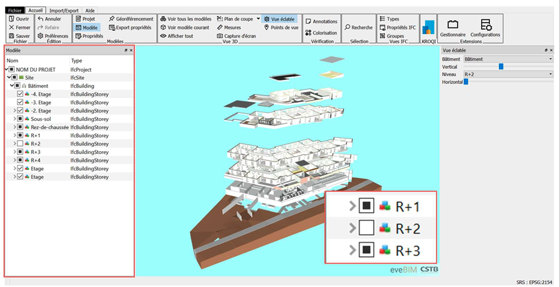 Fichier Accueil Import/Export Aide
Ouvrir Annuler Projet Géoréférencement Voir tous les modèles Plan de coupe Vue éclatée Annotations Types
Fermer Refaire Modèle Export propriétés Voir modèle courant Mesures Points de vue Colorisation Recherche Propriétés IFC KROQI Gestionnaire Configurations
Sauver Préférences Propriétés Afficher tout Capture d'écran Groupes
Fichier Édition Modèles Vue 3D Vérification Sélection Vues IFC Extensions
Modèle
Nom Type
NOM DU PROJET IfcProject
Site IfcSite
Bâtiment IfcBuilding
-4. Etage IfcBuildingStorey
-3. Etage IfcBuildingStorey
-2. Etage IfcBuildingStorey
Sous-sol IfcBuildingStorey
Rez-de-chaussée IfcBuildingStorey
R+1 IfcBuildingStorey
R+2 IfcBuildingStorey
R+3 IfcBuildingStorey
R+4 IfcBuildingStorey
Etage IfcBuildingStorey
Etage IfcBuildingStorey
Vue éclatée
Bâtiment Bâtiment
Vertical
Niveau R+2
Horizontal
R+1
R+2
R+3
eveBIM CSTB
SRS : EPSG:2154